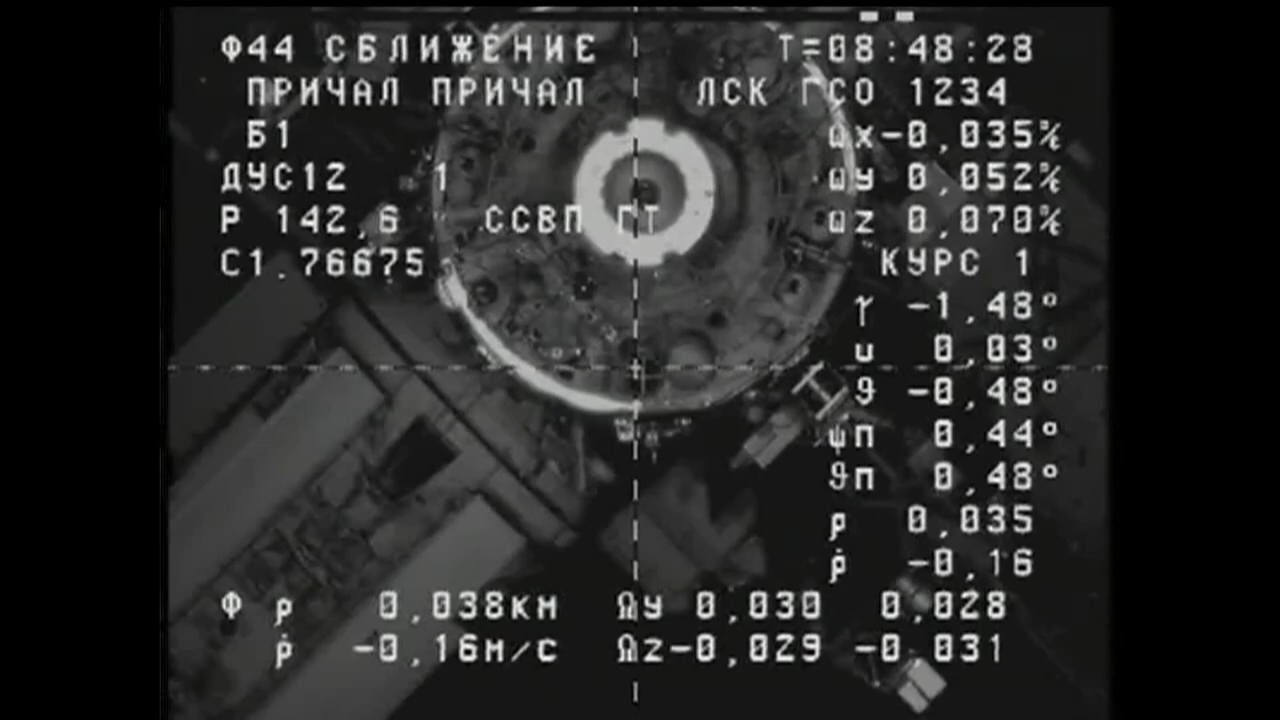 Ф44 СБЛИЖЕНИЕ T=08:48:28
ПРИЧАЛ ПРИЧАЛ ЛСК ГСО 1234
Б1 ωx-0,035%
ДУС12 1 ωy 0,052%
Р 142,6 ССВП ГТ ωz 0,070%
С1.76675 КУРС 1
γ -1,48°
u 0,03°
ϑ -0,48°
ψп 0,44°
ϑп 0,48°
ρ 0,035
ρ̇ -0,16
Ф ρ 0,038км Ωy 0,030 0,028
ρ̇ -0,16м/с Ωz-0,029 -0,031